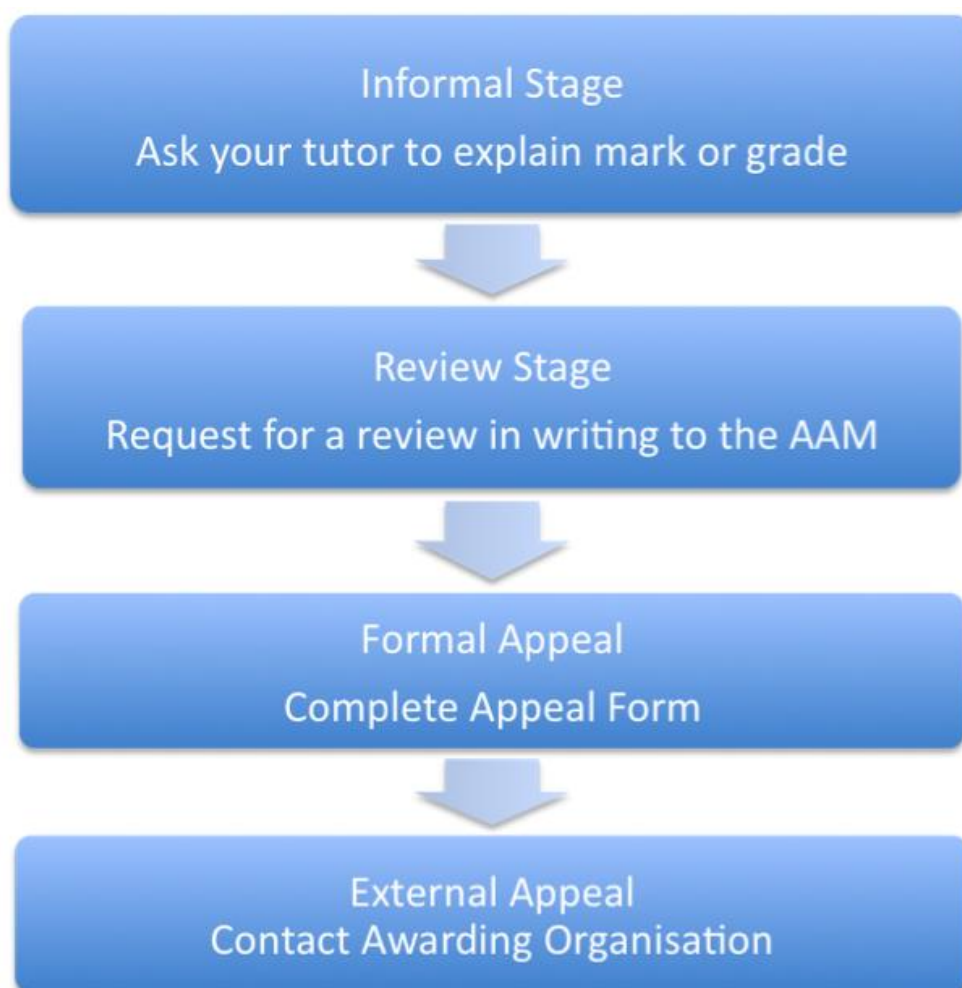 Informal Stage
Ask your tutor to explain mark or grade
Review Stage
Request for a review in writing to the AAM
Formal Appeal
Complete Appeal Form
External Appeal
Contact Awarding Organisation